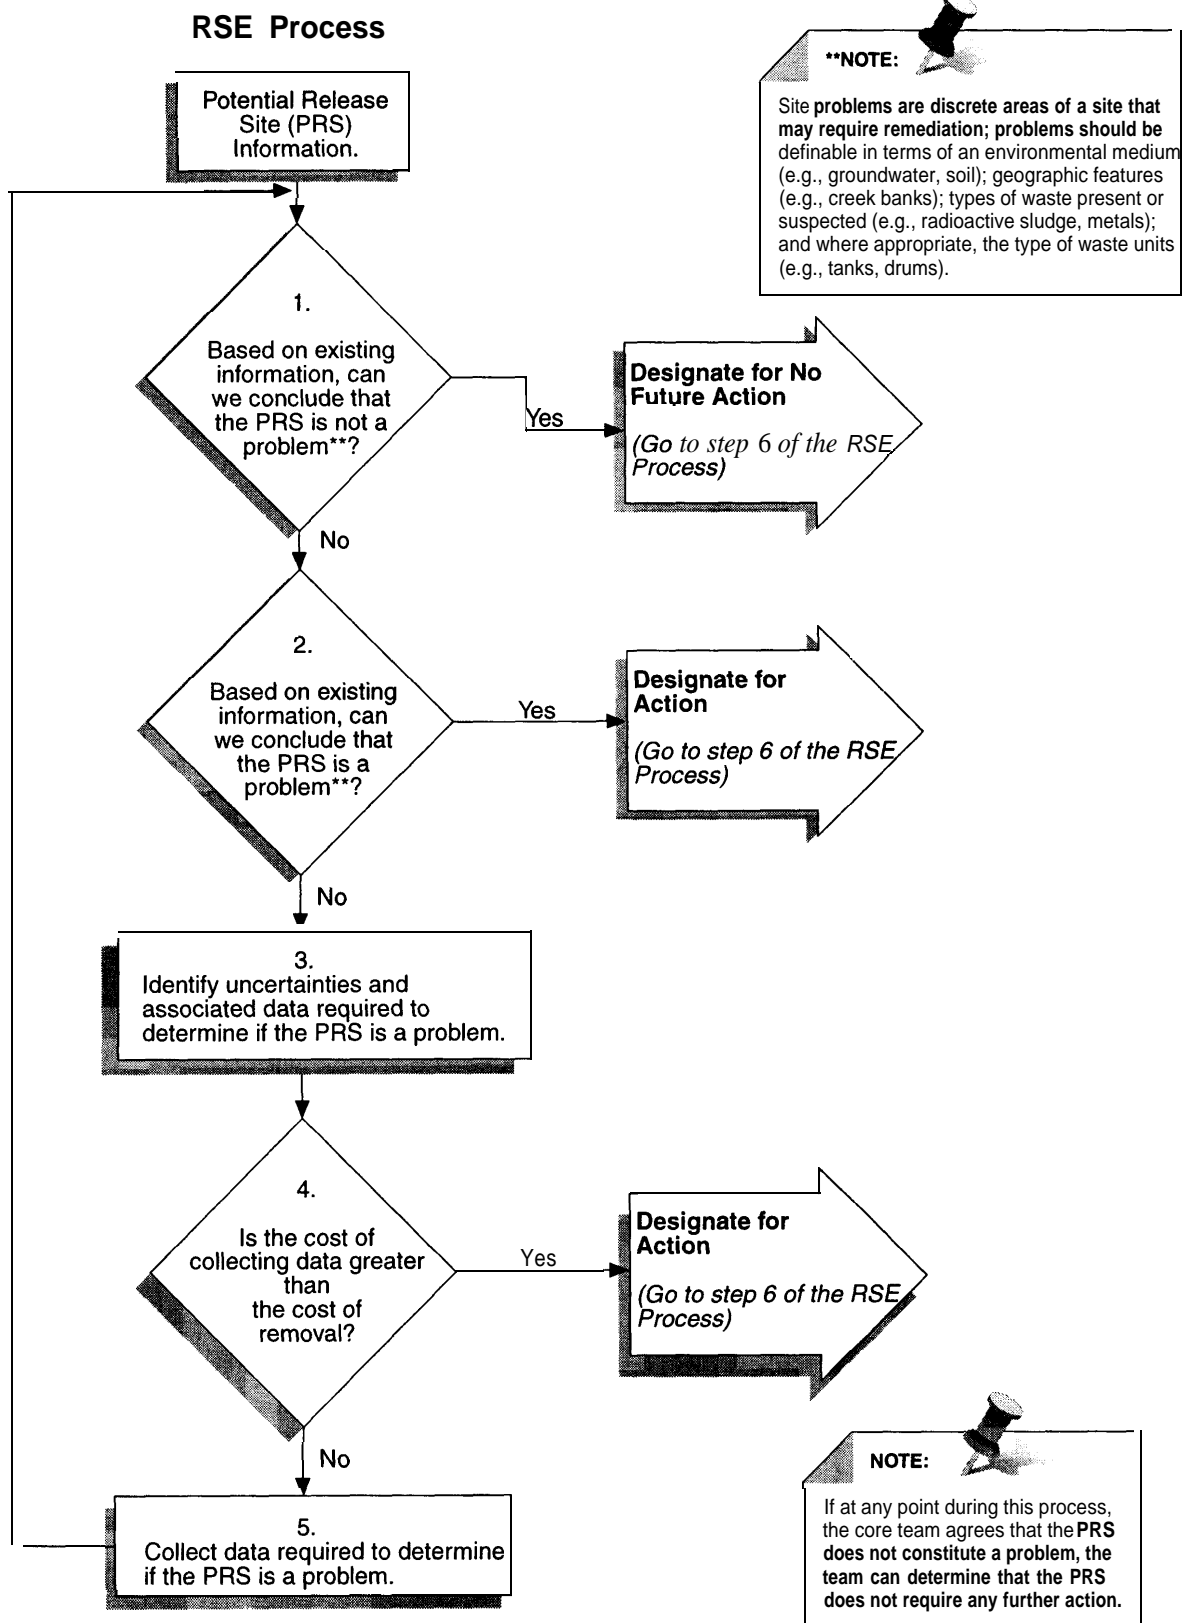 RSE Process
Potential Release
Site (PRS)
Information.
**NOTE:
Site problems are discrete areas of a site that
may require remediation; problems should be
definable in terms of an environmental medium
(e.g., groundwater, soil); geographic features
(e.g., creek banks); types of waste present or
suspected (e.g., radioactive sludge, metals);
and where appropriate, the type of waste units
(e.g., tanks, drums).
1.
Based on existing
information, can
we conclude that
the PRS is not a
problem**?
Yes
Designate for No
Future Action
(Go to step 6 of the RSE
Process)
No
2.
Based on existing
information, can
we conclude that
the PRS is a
problem**?
Yes
Designate for
Action
(Go to step 6 of the RSE
Process)
No
3.
Identify uncertainties and
associated data required to
determine if the PRS is a problem.
4.
Is the cost of
collecting data greater
than
the cost of
removal?
Yes
Designate for
Action
(Go to step 6 of the RSE
Process)
No
5.
Collect data required to determine
if the PRS is a problem.
NOTE:
If at any point during this process,
the core team agrees that the PRS
does not constitute a problem, the
team can determine that the PRS
does not require any further action.